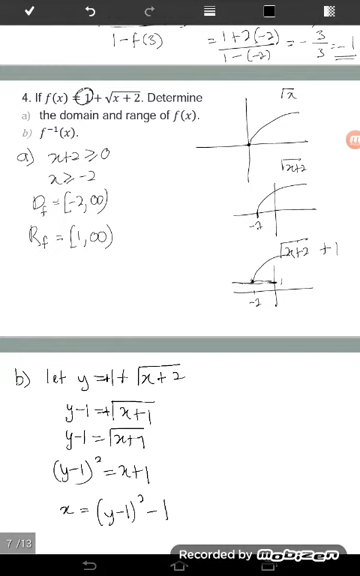 1-f(3) = 1+2(-2) / 1-(-2) = - 3/3 = -1
4. If f(x) = 1 + √x + 2. Determine
a) the domain and range of f(x).
b) f⁻¹(x).
√x
a) x+2 ≥ 0
x ≥ -2
D_f = [-2, ∞)
R_f = [1, ∞)
√x+2
-2
√x+2 + 1
1
-2
b) let y = +1 + √x+2
y-1 = +√x+1
y-1 = √x+1
(y-1)² = x+1
x = (y-1)² - 1
7 / 13
Recorded by mobizen